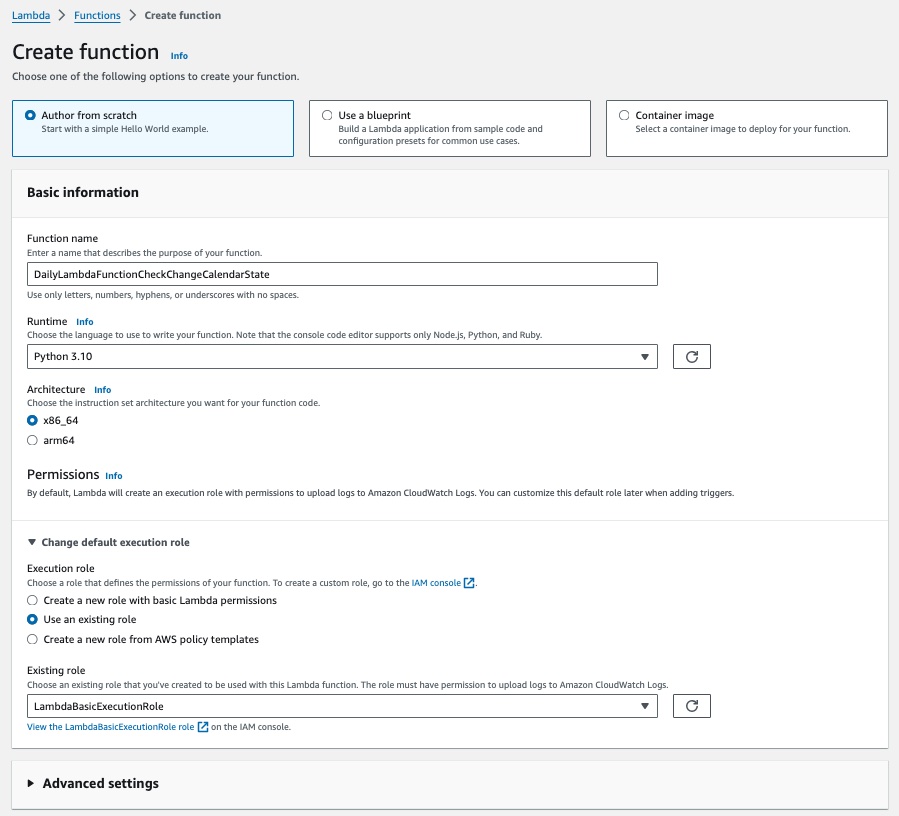 Lambda > Functions > Create function
Create function Info
Choose one of the following options to create your function.
Author from scratch
Start with a simple Hello World example.
Use a blueprint
Build a Lambda application from sample code and
configuration presets for common use cases.
Container image
Select a container image to deploy for your function.
Basic information
Function name
Enter a name that describes the purpose of your function.
DailyLambdaFunctionCheckChangeCalendarState
Use only letters, numbers, hyphens, or underscores with no spaces.
Runtime Info
Choose the language to use to write your function. Note that the console code editor supports only Node.js, Python, and Ruby.
Python 3.10
Architecture Info
Choose the instruction set architecture you want for your function code.
x86_64
arm64
Permissions Info
By default, Lambda will create an execution role with permissions to upload logs to Amazon CloudWatch Logs. You can customize this default role later when adding triggers.
Change default execution role
Execution role
Choose a role that defines the permissions of your function. To create a custom role, go to the IAM console.
Create a new role with basic Lambda permissions
Use an existing role
Create a new role from AWS policy templates
Existing role
Choose an existing role that you've created to be used with this Lambda function. The role must have permission to upload logs to Amazon CloudWatch Logs.
LambdaBasicExecutionRole
View the LambdaBasicExecutionRole role on the IAM console.
Advanced settings